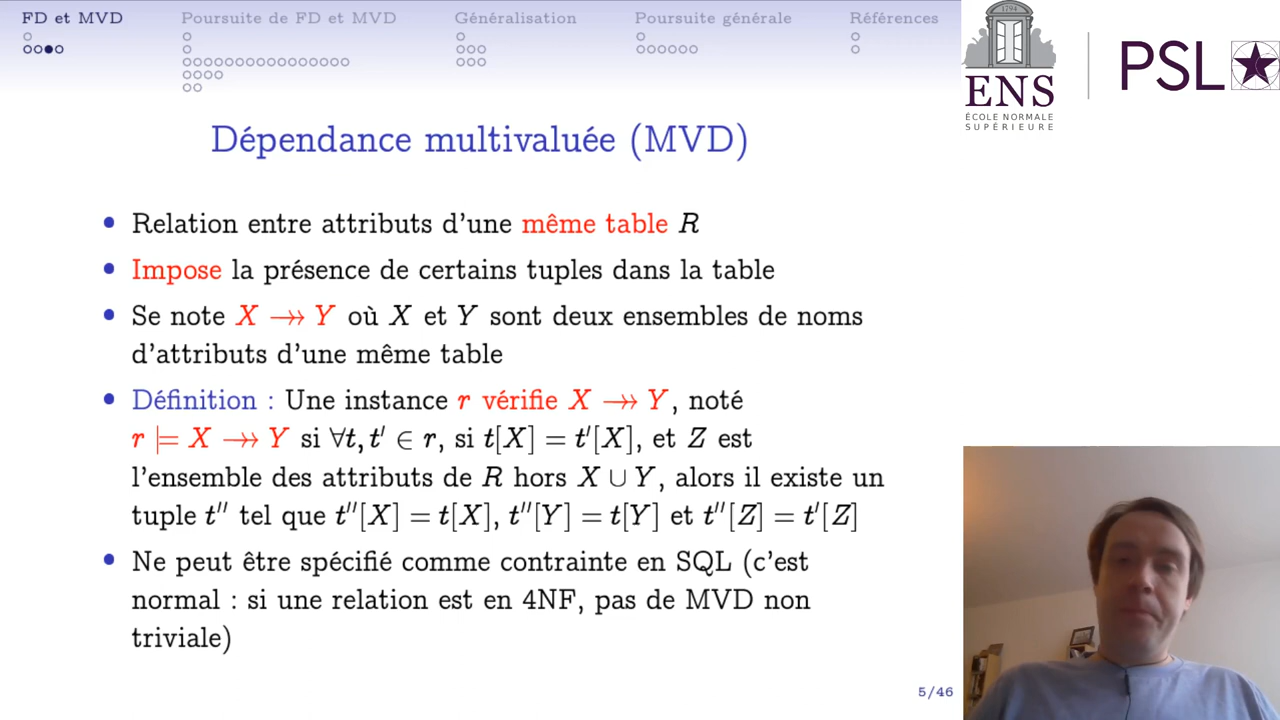 FD et MVD
Poursuite de FD et MVD
Généralisation
Poursuite générale
Références
1794
ENS
ÉCOLE NORMALE
SUPÉRIEURE
PSL
Dépendance multivaluée (MVD)
• Relation entre attributs d'une même table R
• Impose la présence de certains tuples dans la table
• Se note X ↠ Y où X et Y sont deux ensembles de noms
d'attributs d'une même table
• Définition : Une instance r vérifie X ↠ Y, noté
r ⊨ X ↠ Y si ∀t, t′ ∈ r, si t[X] = t′[X], et Z est
l'ensemble des attributs de R hors X ∪ Y, alors il existe un
tuple t″ tel que t″[X] = t[X], t″[Y] = t[Y] et t″[Z] = t′[Z]
• Ne peut être spécifié comme contrainte en SQL (c'est
normal : si une relation est en 4NF, pas de MVD non
triviale)
5/46